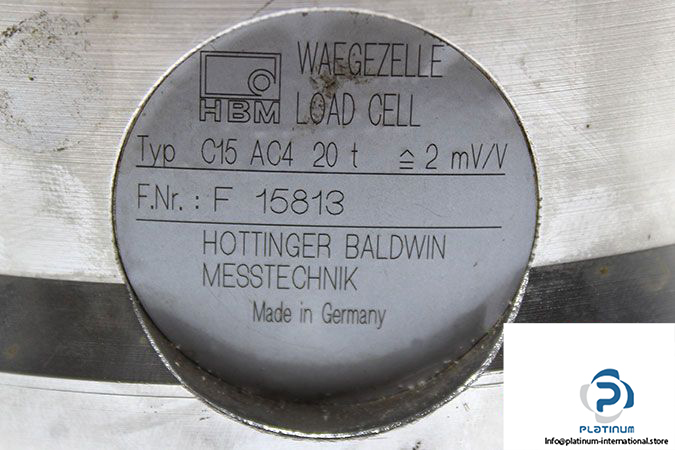 HBM
WAEGEZELLE
LOAD CELL
Typ C15 AC4 20 t ≙ 2 mV/V
F.Nr.: F 15813
HOTTINGER BALDWIN
MESSTECHNIK
Made in Germany
PLATINUM
Info@platinum-international.store